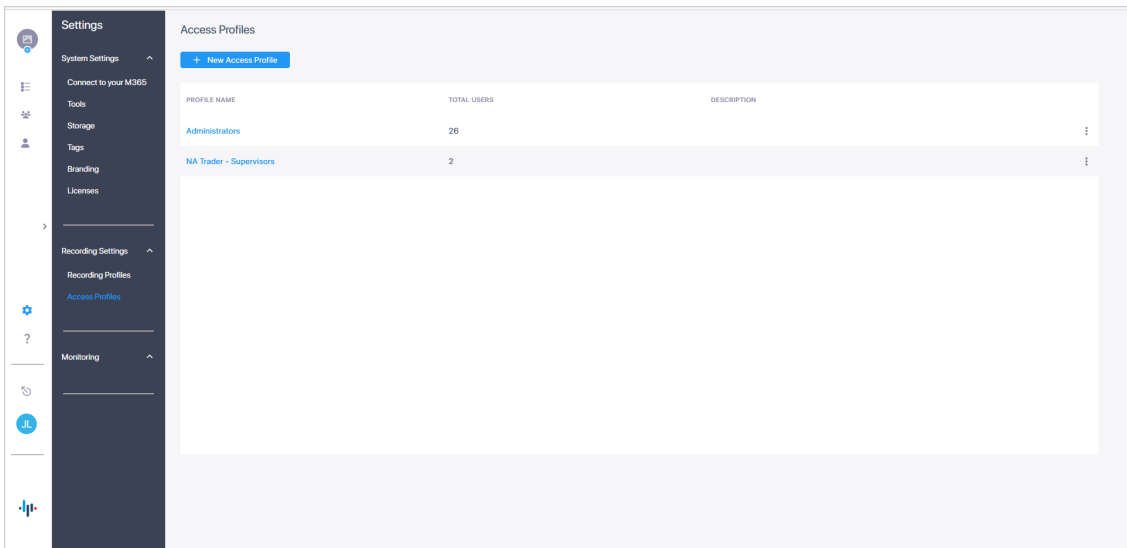 Settings
System Settings
Connect to your M365
Tools
Storage
Tags
Branding
Licenses
Recording Settings
Recording Profiles
Access Profiles
Monitoring
?
JL
Access Profiles
+ New Access Profile
PROFILE NAME TOTAL USERS DESCRIPTION
Administrators 26
NA Trader - Supervisors 2